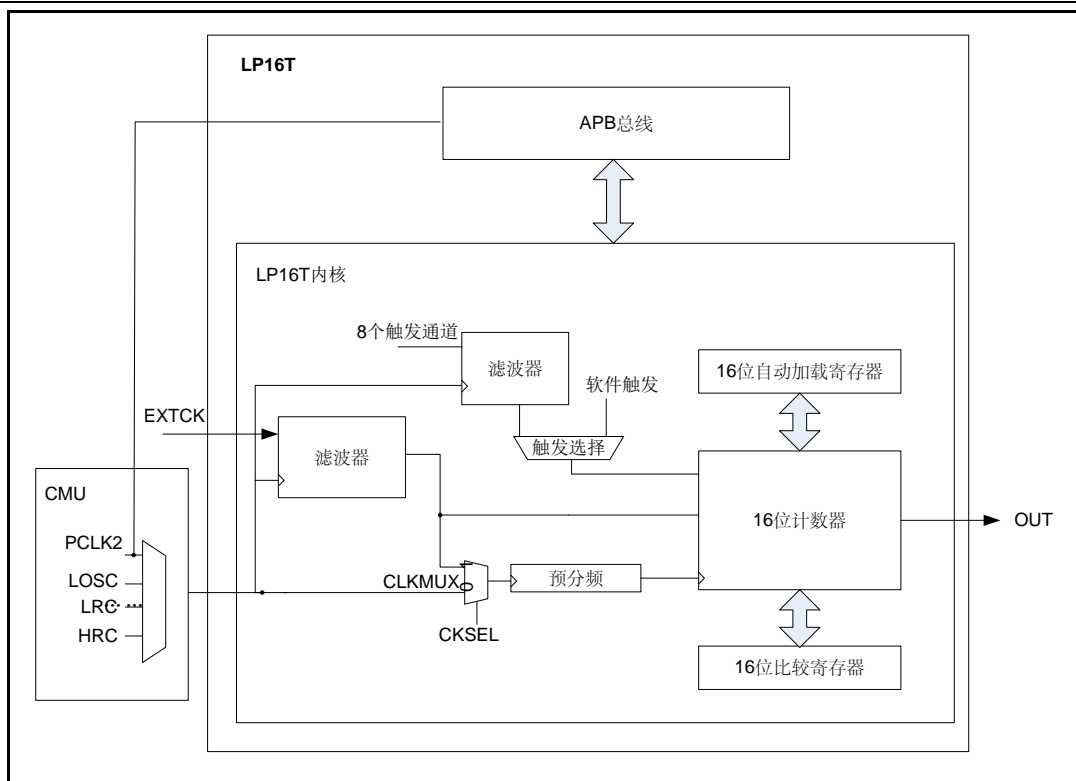 LP16T
APB总线
LP16T内核
8个触发通道
滤波器
软件触发
16位自动加载寄存器
EXTCK
滤波器
触发选择
CMU
16位计数器
OUT
PCLK2
LOSC
CLKMUX
1
0
预分频
LRC
HRC
CKSEL
16位比较寄存器